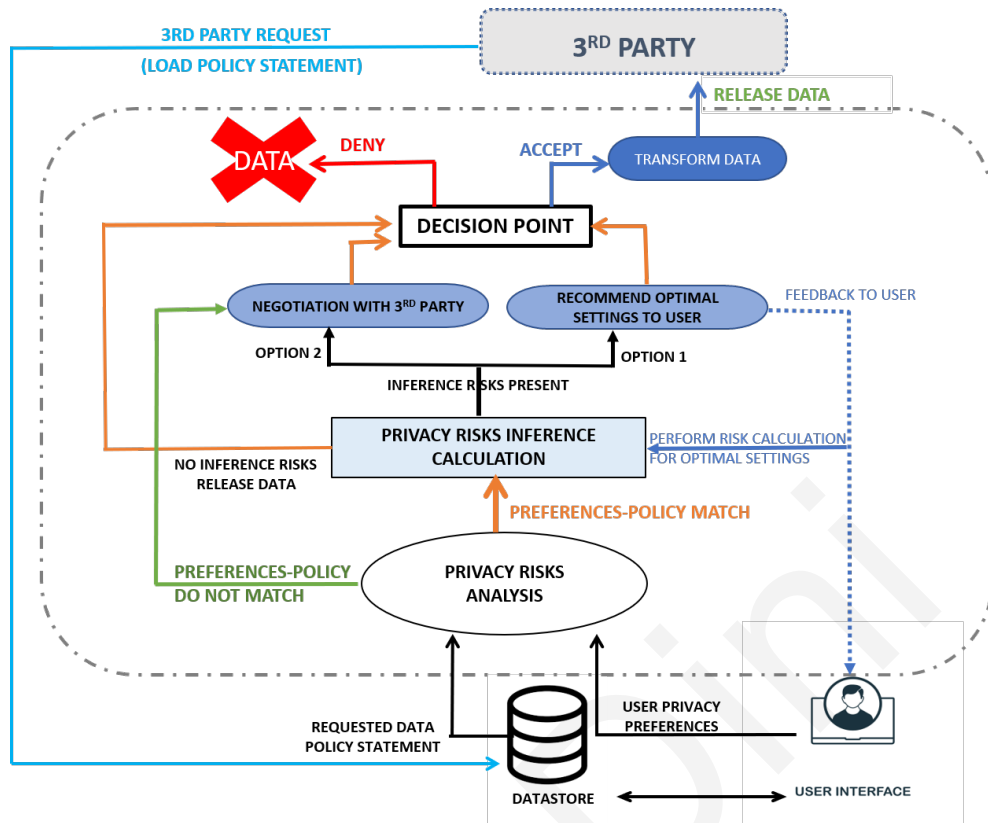 3RD PARTY REQUEST
(LOAD POLICY STATEMENT)
3RD PARTY
RELEASE DATA
DATA
DENY
ACCEPT
TRANSFORM DATA
DECISION POINT
NEGOTIATION WITH 3RD PARTY
RECOMMEND OPTIMAL
SETTINGS TO USER
FEEDBACK TO USER
OPTION 2
OPTION 1
INFERENCE RISKS PRESENT
PRIVACY RISKS INFERENCE
CALCULATION
PERFORM RISK CALCULATION
FOR OPTIMAL SETTINGS
NO INFERENCE RISKS
RELEASE DATA
PREFERENCES-POLICY MATCH
PREFERENCES-POLICY
DO NOT MATCH
PRIVACY RISKS
ANALYSIS
REQUESTED DATA
POLICY STATEMENT
USER PRIVACY
PREFERENCES
DATASTORE
USER INTERFACE